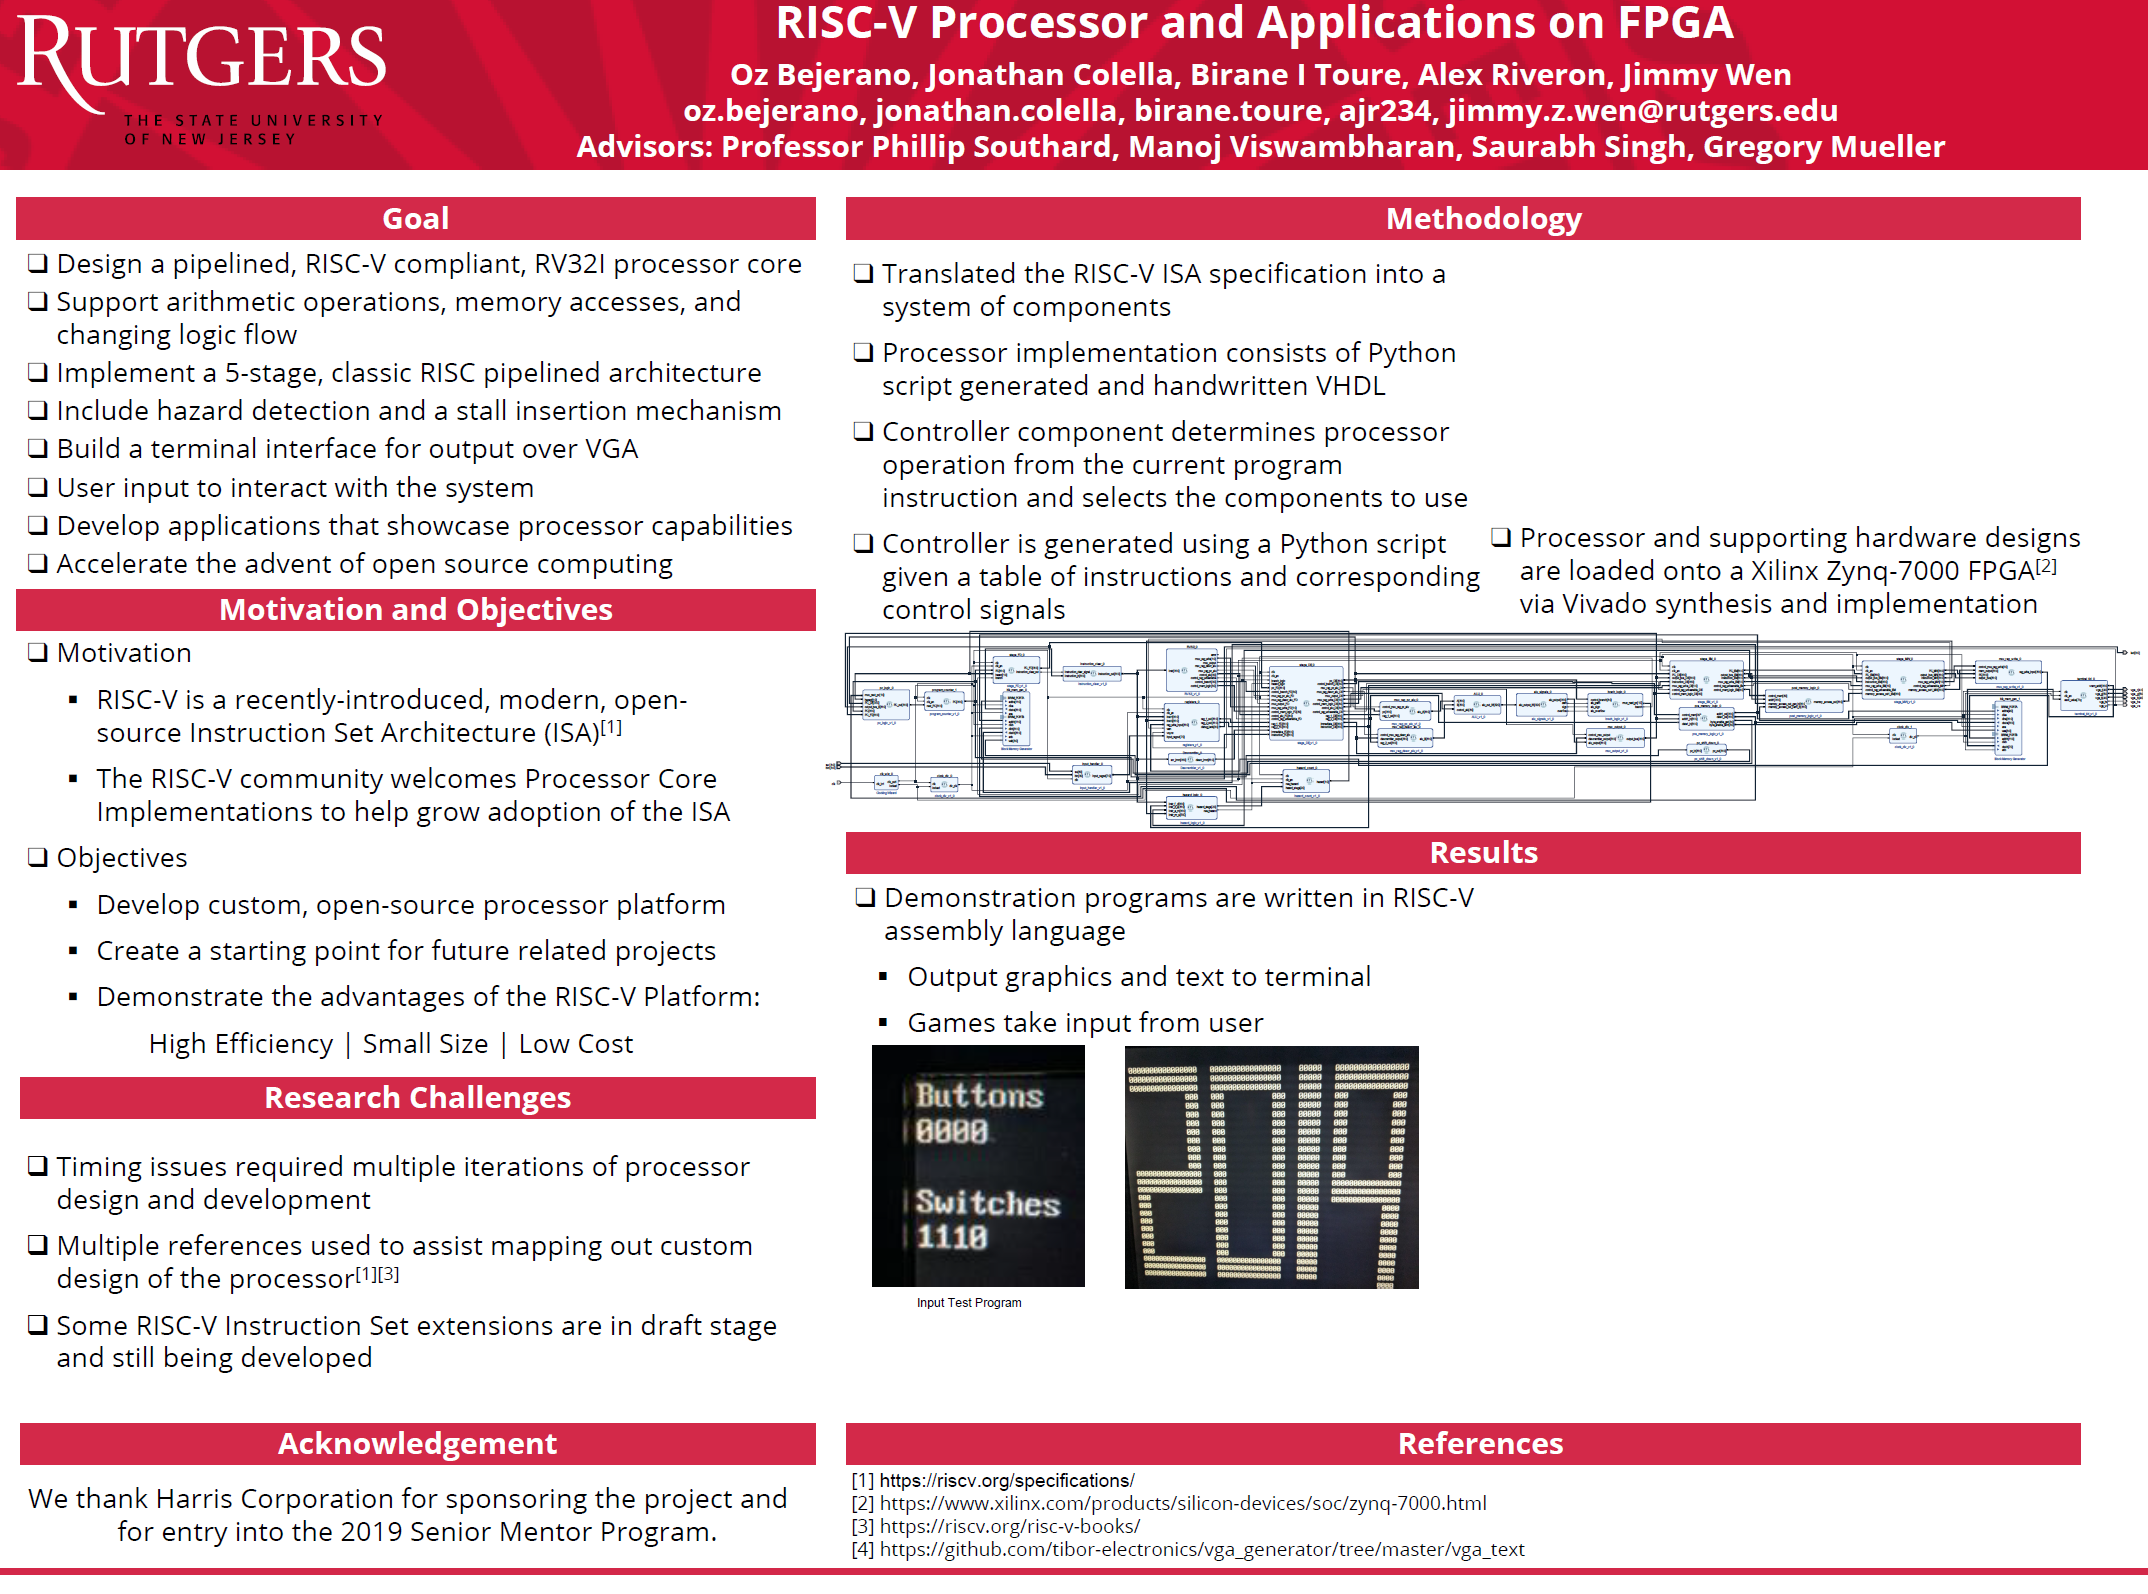 RUTGERS
THE STATE UNIVERSITY
OF NEW JERSEY
RISC-V Processor and Applications on FPGA
Oz Bejerano, Jonathan Colella, Birane I Toure, Alex Riveron, Jimmy Wen
oz.bejerano, jonathan.colella, birane.toure, ajr234, jimmy.z.wen@rutgers.edu
Advisors: Professor Phillip Southard, Manoj Viswambharan, Saurabh Singh, Gregory Mueller
Goal
❑ Design a pipelined, RISC-V compliant, RV32I processor core
❑ Support arithmetic operations, memory accesses, and
changing logic flow
❑ Implement a 5-stage, classic RISC pipelined architecture
❑ Include hazard detection and a stall insertion mechanism
❑ Build a terminal interface for output over VGA
❑ User input to interact with the system
❑ Develop applications that showcase processor capabilities
❑ Accelerate the advent of open source computing
Motivation and Objectives
❑ Motivation
▪ RISC-V is a recently-introduced, modern, open-
source Instruction Set Architecture (ISA)[1]
▪ The RISC-V community welcomes Processor Core
Implementations to help grow adoption of the ISA
❑ Objectives
▪ Develop custom, open-source processor platform
▪ Create a starting point for future related projects
▪ Demonstrate the advantages of the RISC-V Platform:
High Efficiency | Small Size | Low Cost
Research Challenges
❑ Timing issues required multiple iterations of processor
design and development
❑ Multiple references used to assist mapping out custom
design of the processor[1][3]
❑ Some RISC-V Instruction Set extensions are in draft stage
and still being developed
Acknowledgement
We thank Harris Corporation for sponsoring the project and
for entry into the 2019 Senior Mentor Program.
Methodology
❑ Translated the RISC-V ISA specification into a
system of components
❑ Processor implementation consists of Python
script generated and handwritten VHDL
❑ Controller component determines processor
operation from the current program
instruction and selects the components to use
❑ Controller is generated using a Python script
given a table of instructions and corresponding
control signals
❑ Processor and supporting hardware designs
are loaded onto a Xilinx Zynq-7000 FPGA[2]
via Vivado synthesis and implementation
Results
❑ Demonstration programs are written in RISC-V
assembly language
▪ Output graphics and text to terminal
▪ Games take input from user
Buttons
0000
Switches
1110
2019
Input Test Program
References
[1] https://riscv.org/specifications/
[2] https://www.xilinx.com/products/silicon-devices/soc/zynq-7000.html
[3] https://riscv.org/risc-v-books/
[4] https://github.com/tibor-electronics/vga_generator/tree/master/vga_text